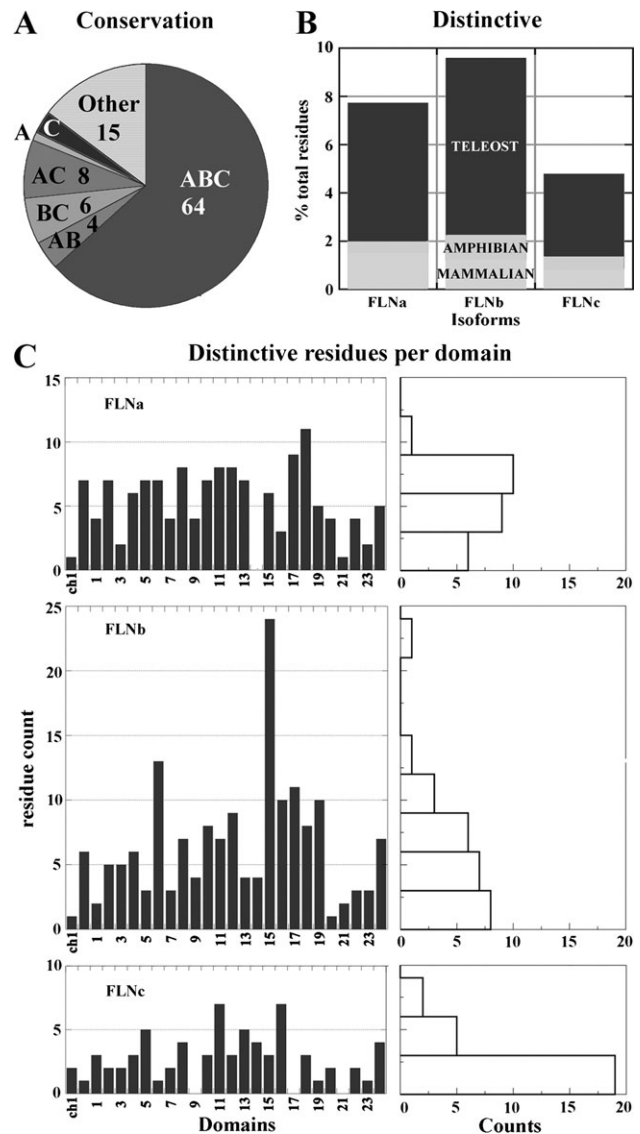 A Conservation
Other
15
A
C
AC 8
BC 6
AB 4
ABC
64
B Distinctive
% total residues
10
8
6
4
2
0
TELEOST
AMPHIBIAN
MAMMALIAN
FLNa FLNb FLNc
Isoforms
C Distinctive residues per domain
FLNa
15
10
5
0
ch1 1 3 5 7 9 11 13 15 17 19 21 23
0 5 10 15 20
FLNb
residue count
25
20
15
10
5
0
ch1 1 3 5 7 9 11 13 15 17 19 21 23
0 5 10 15 20
FLNc
10
5
0
ch1 1 3 5 7 9 11 13 15 17 19 21 23
Domains
0 5 10 15 20
Counts